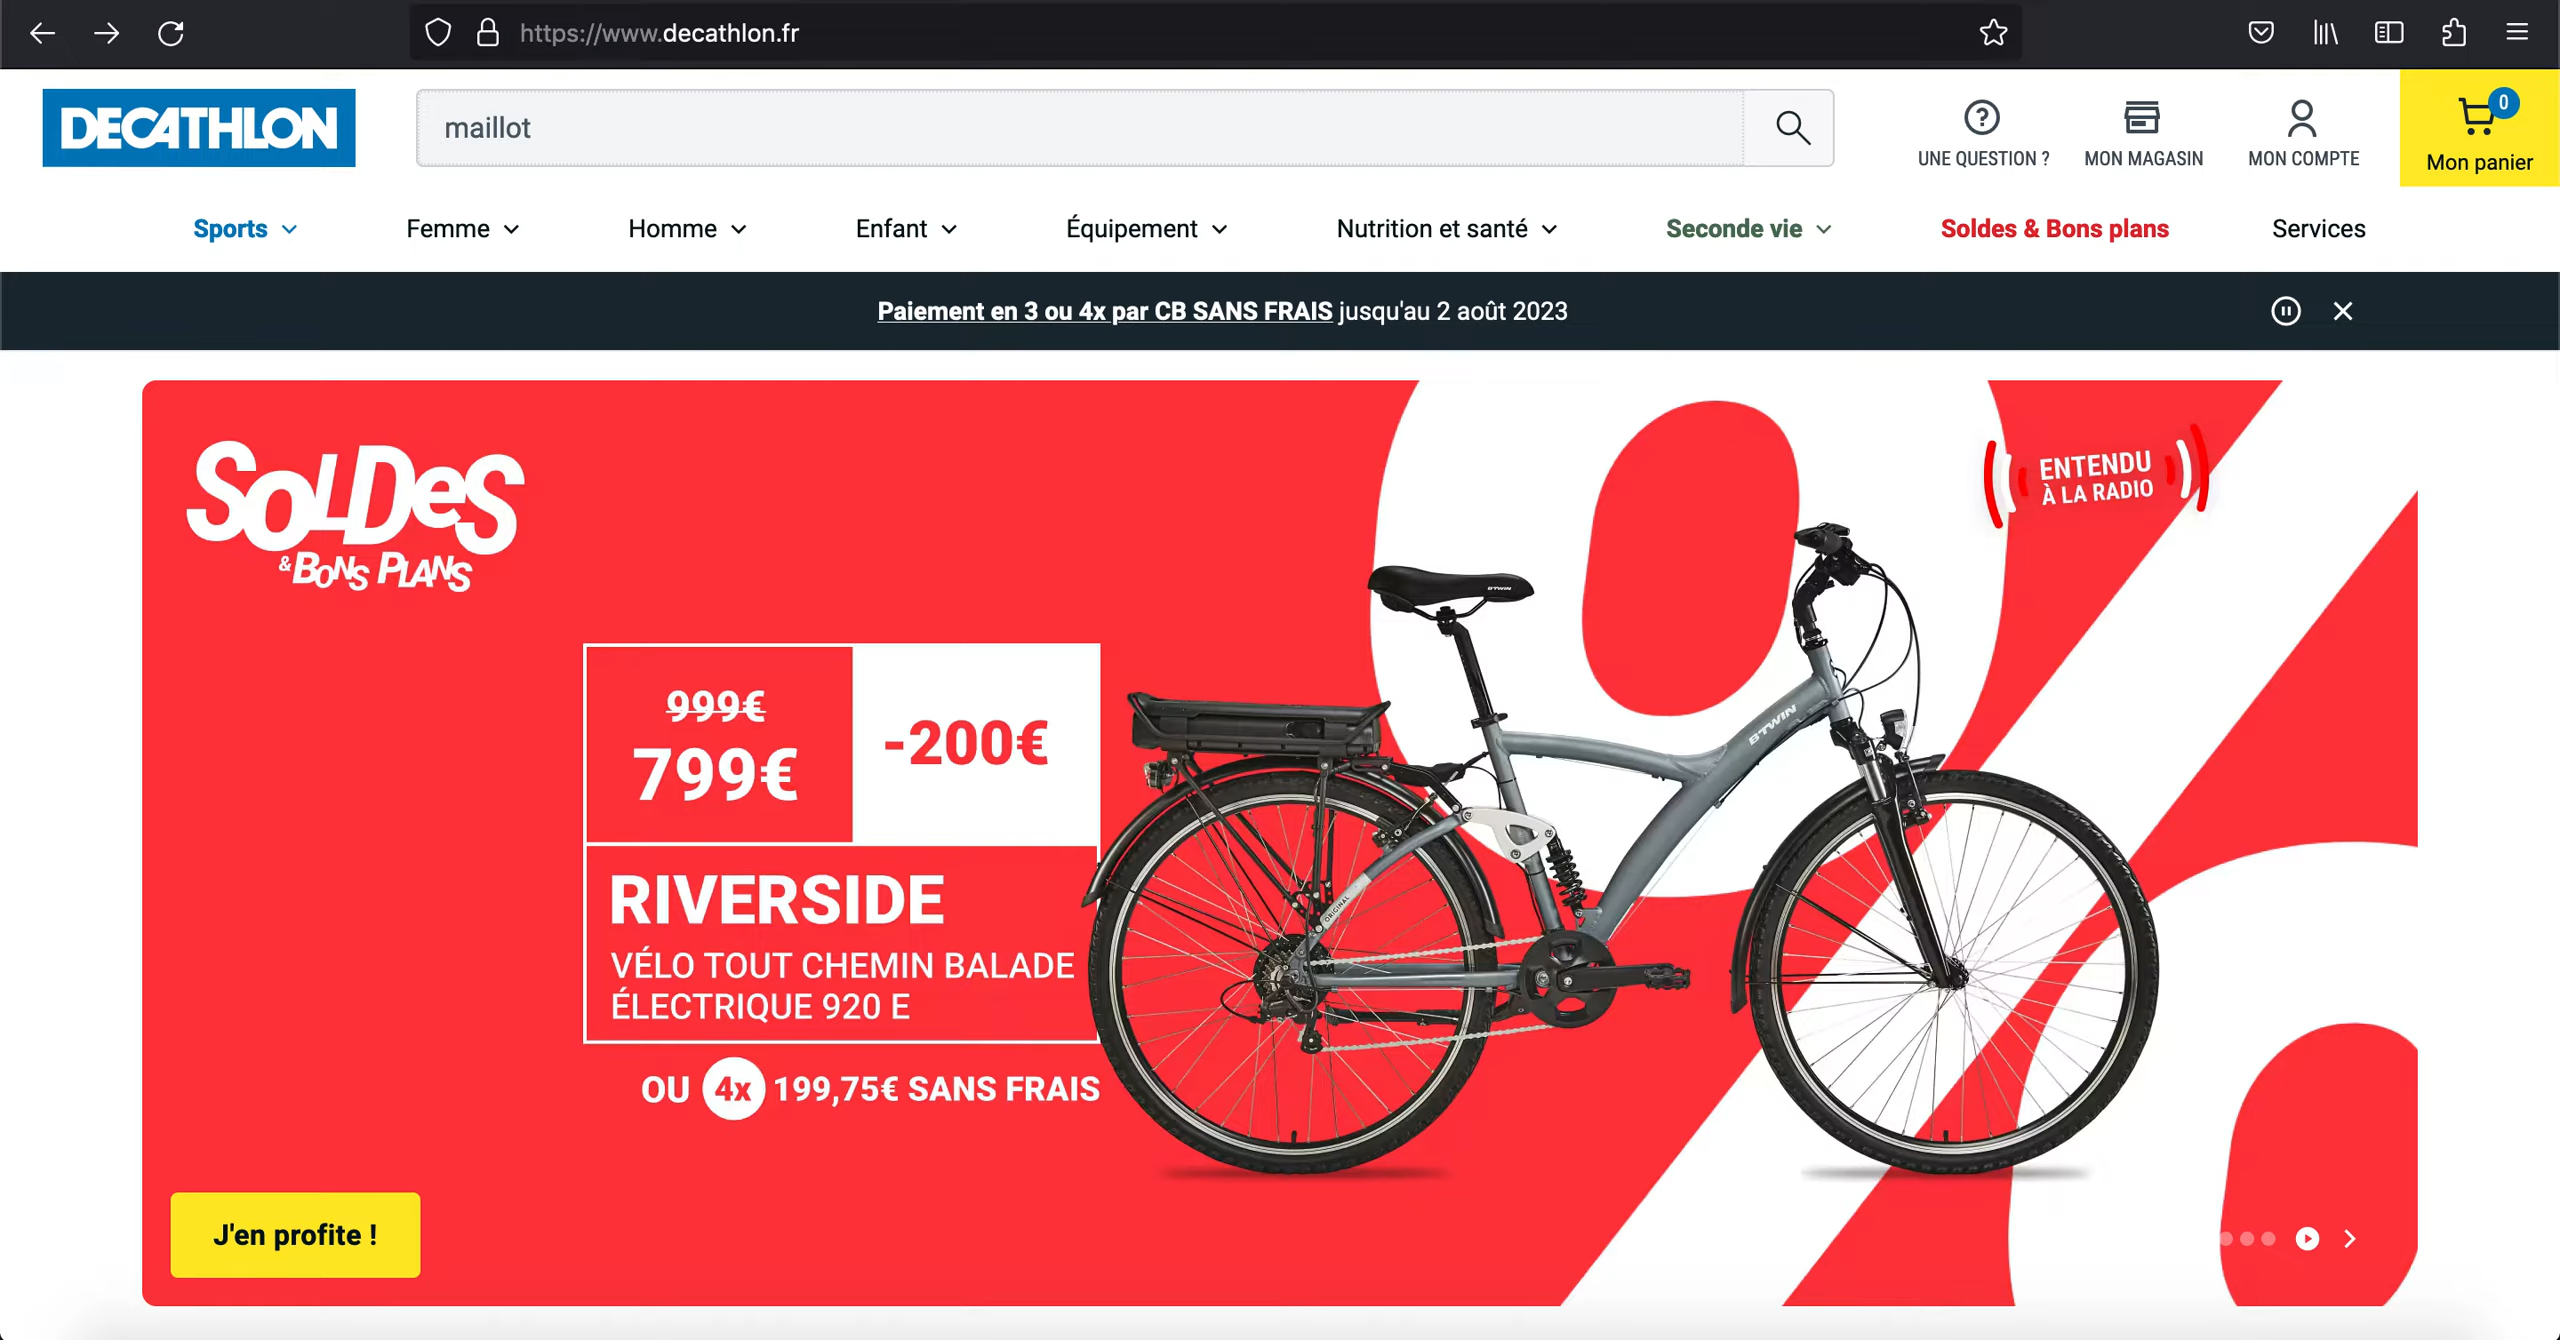 https://www.decathlon.fr
DECATHLON
maillot
UNE QUESTION ?
MON MAGASIN
MON COMPTE
0
Mon panier
Sports
Femme
Homme
Enfant
Équipement
Nutrition et santé
Seconde vie
Soldes & Bons plans
Services
Paiement en 3 ou 4x par CB SANS FRAIS jusqu'au 2 août 2023
SOLDES
& BONS PLANS
ENTENDU
À LA RADIO
999€
799€
-200€
RIVERSIDE
VÉLO TOUT CHEMIN BALADE
ÉLECTRIQUE 920 E
OU 4x 199,75€ SANS FRAIS
BTWIN
BTWIN
ORIGINAL
J'en profite !